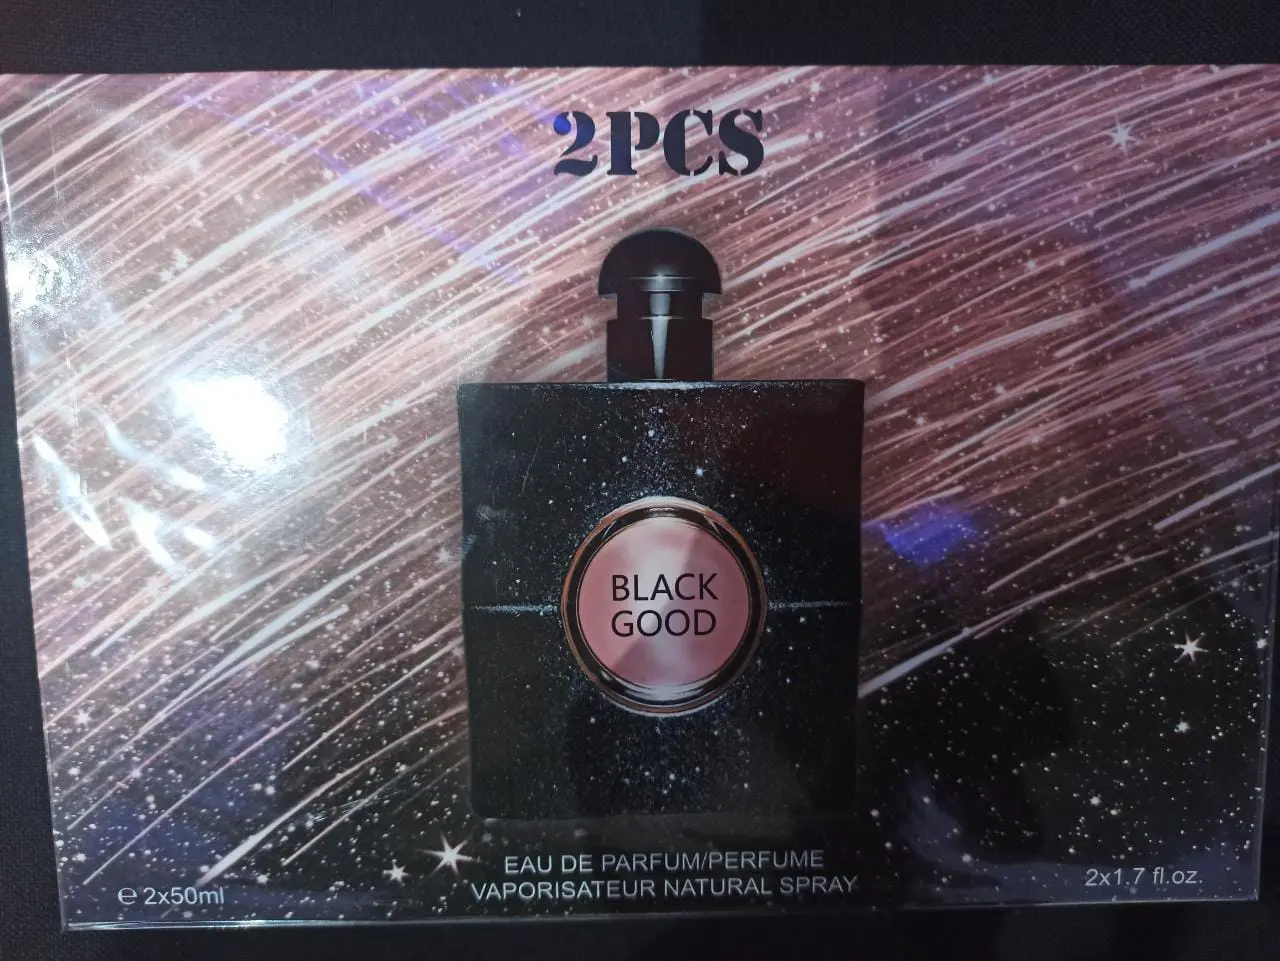 2PCS
BLACK
GOOD
EAU DE PARFUM/PERFUME
VAPORISATEUR NATURAL SPRAY
℮ 2x50ml
2x1.7 fl.oz.